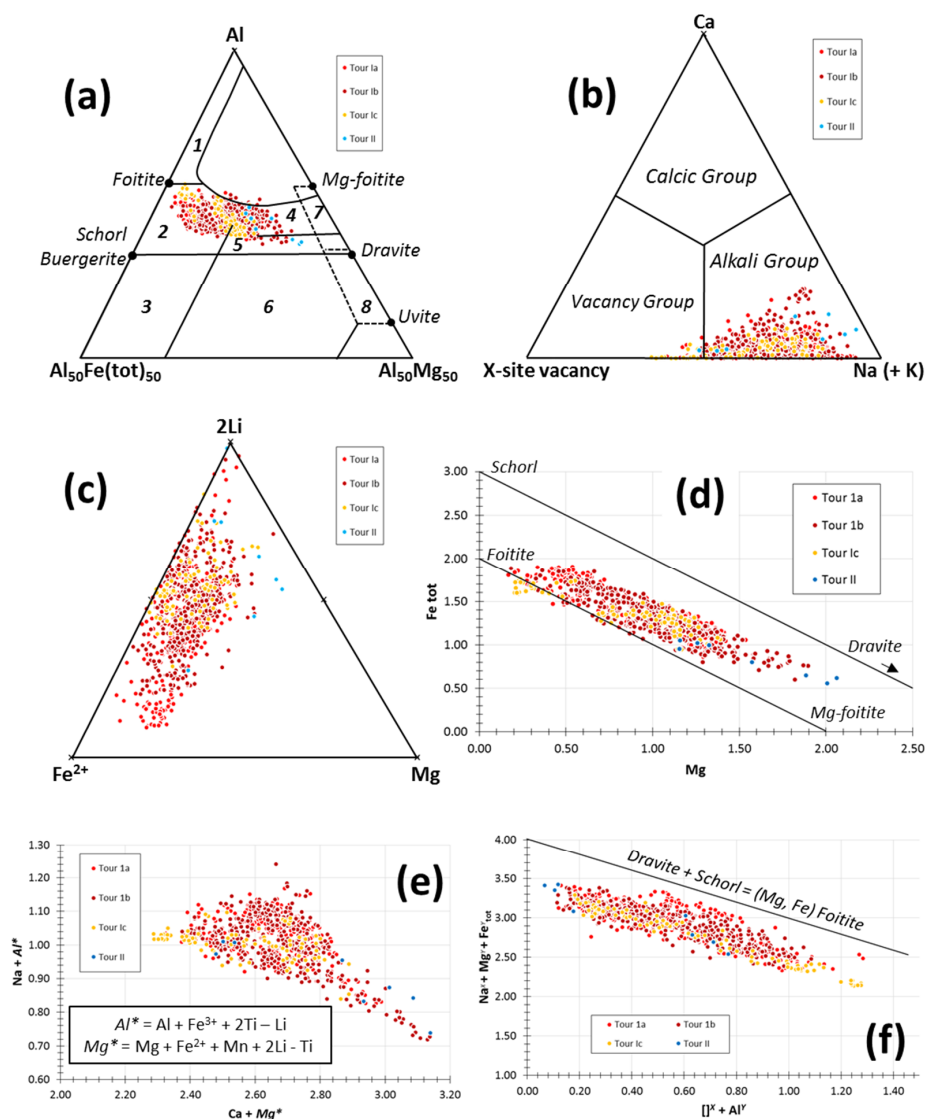 (a)
Al
Tour Ia
Tour Ib
Tour Ic
Tour II
1
Foitite
Mg-foitite
2
4
7
Schorl
Buergerite
5
Dravite
3
6
8
Uvite
Al₅₀Fe(tot)₅₀
Al₅₀Mg₅₀
(b)
Ca
Tour Ia
Tour Ib
Tour Ic
Tour II
Calcic Group
Vacancy Group
Alkali Group
X-site vacancy
Na (+ K)
(c)
2Li
Tour Ia
Tour Ib
Tour Ic
Tour II
Fe²⁺
Mg
(d)
3.00
2.50
2.00
1.50
1.00
0.50
0.00
Fe tot
Schorl
Foitite
Tour 1a
Tour 1b
Tour Ic
Tour II
Dravite
Mg-foitite
0.00
0.50
1.00
1.50
2.00
2.50
Mg
(e)
1.30
1.20
1.10
1.00
0.90
0.80
0.70
0.60
Na + Al*
Tour 1a
Tour 1b
Tour Ic
Tour II
Al* = Al + Fe³⁺ + 2Ti – Li
Mg* = Mg + Fe²⁺ + Mn + 2Li - Ti
2.00
2.20
2.40
2.60
2.80
3.00
3.20
Ca + Mg*
4.00
3.50
3.00
2.50
2.00
1.50
1.00
0.50
0.00
Dravite + Schorl = (Mg, Fe) Foitite
Tour 1a
Tour 1b
Tour Ic
Tour II
(f)
0.00
0.20
0.40
0.60
0.80
1.00
1.20
1.40
[]ˣ + Alʸ